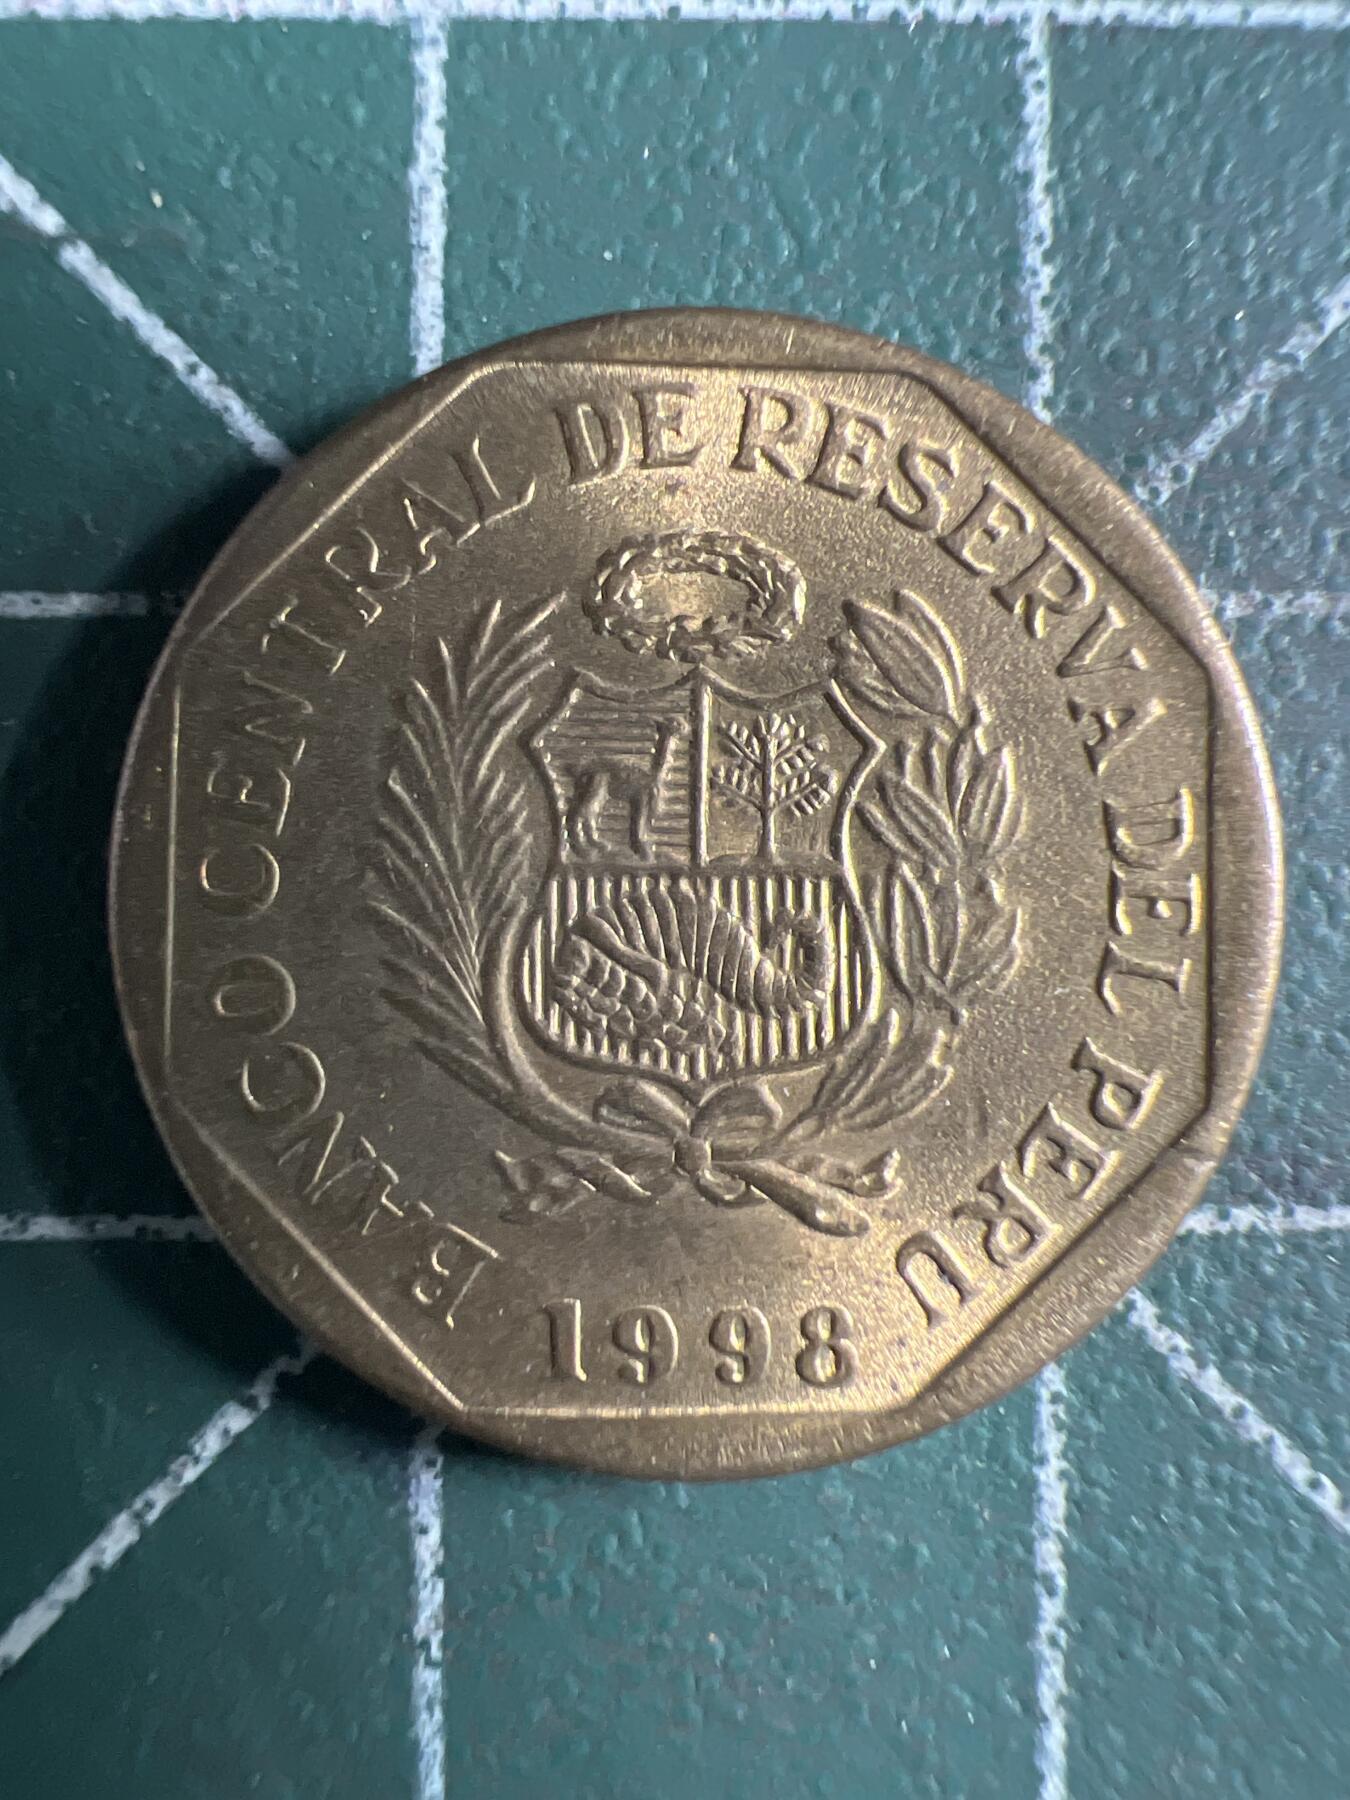 BANCO CENTRAL DE RESERVA DEL PERU
1998